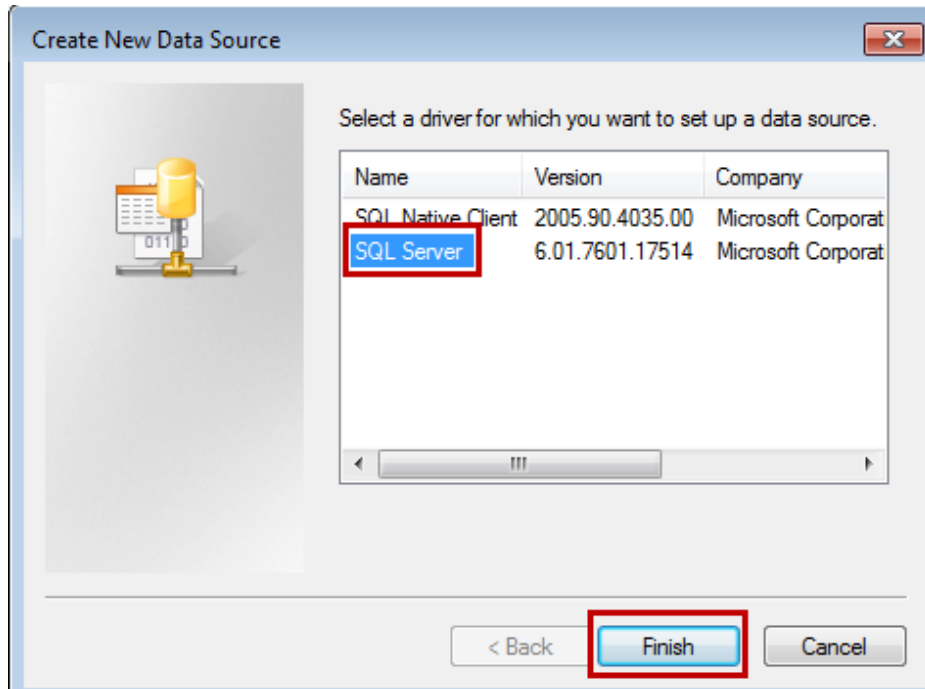 Create New Data Source
Select a driver for which you want to set up a data source.
Name Version Company
SQL Native Client 2005.90.4035.00 Microsoft Corporat
SQL Server 6.01.7601.17514 Microsoft Corporat
< Back Finish Cancel